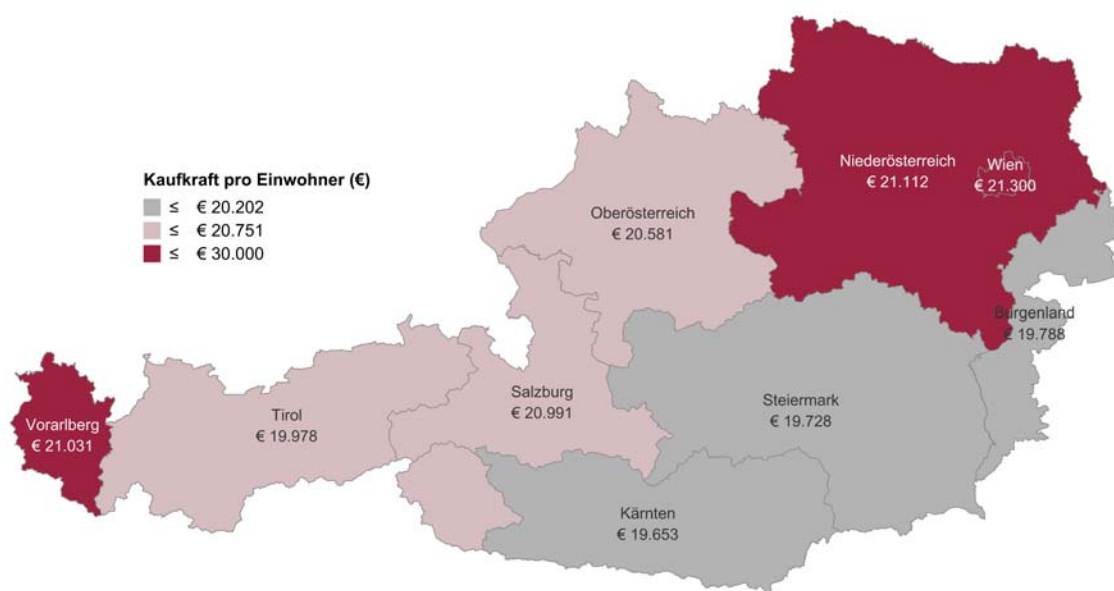 Kaufkraft pro Einwohner (€)
≤ € 20.202
≤ € 20.751
≤ € 30.000
Niederösterreich
€ 21.112
Wien
€ 21.300
Oberösterreich
€ 20.581
Burgenland
€ 19.788
Salzburg
€ 20.991
Steiermark
€ 19.728
Tirol
€ 19.978
Vorarlberg
€ 21.031
Kärnten
€ 19.653